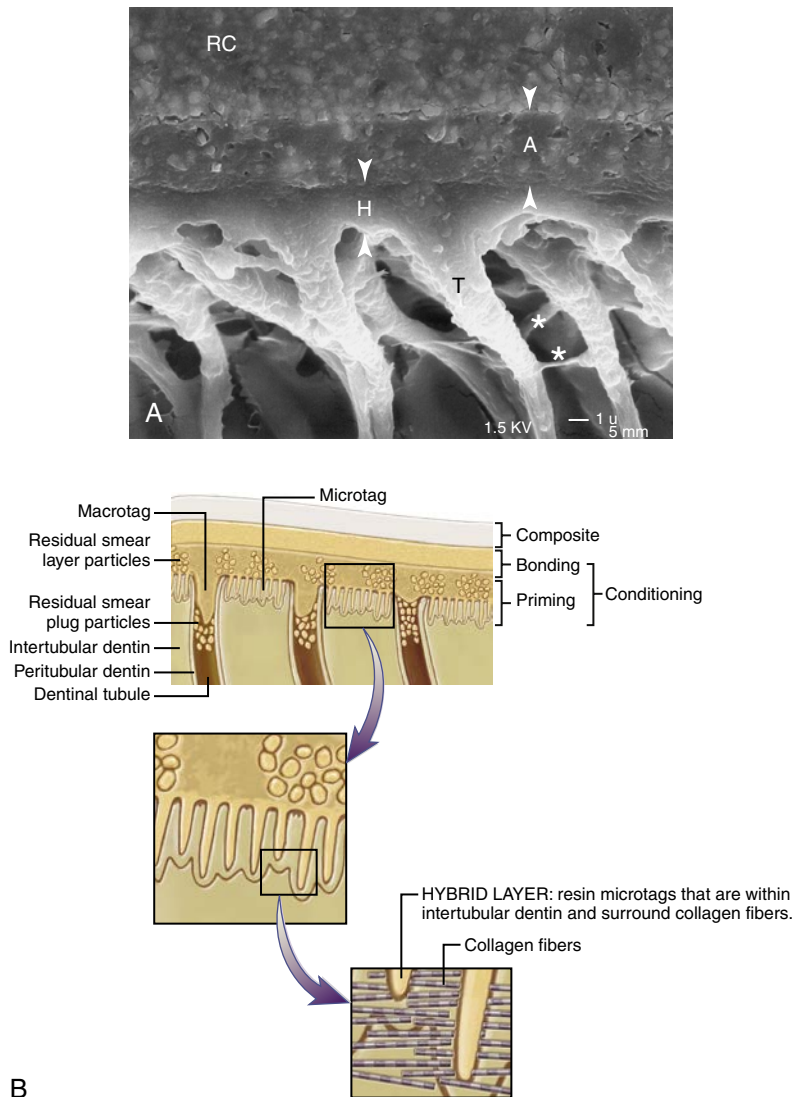 RC
A
H
T
*
*
A
1.5 KV
1 u
5 mm
Microtag
Macrotag
Composite
Residual smear
layer particles
Bonding
Conditioning
Priming
Residual smear
plug particles
Intertubular dentin
Peritubular dentin
Dentinal tubule
HYBRID LAYER: resin microtags that are within
intertubular dentin and surround collagen fibers.
Collagen fibers
B